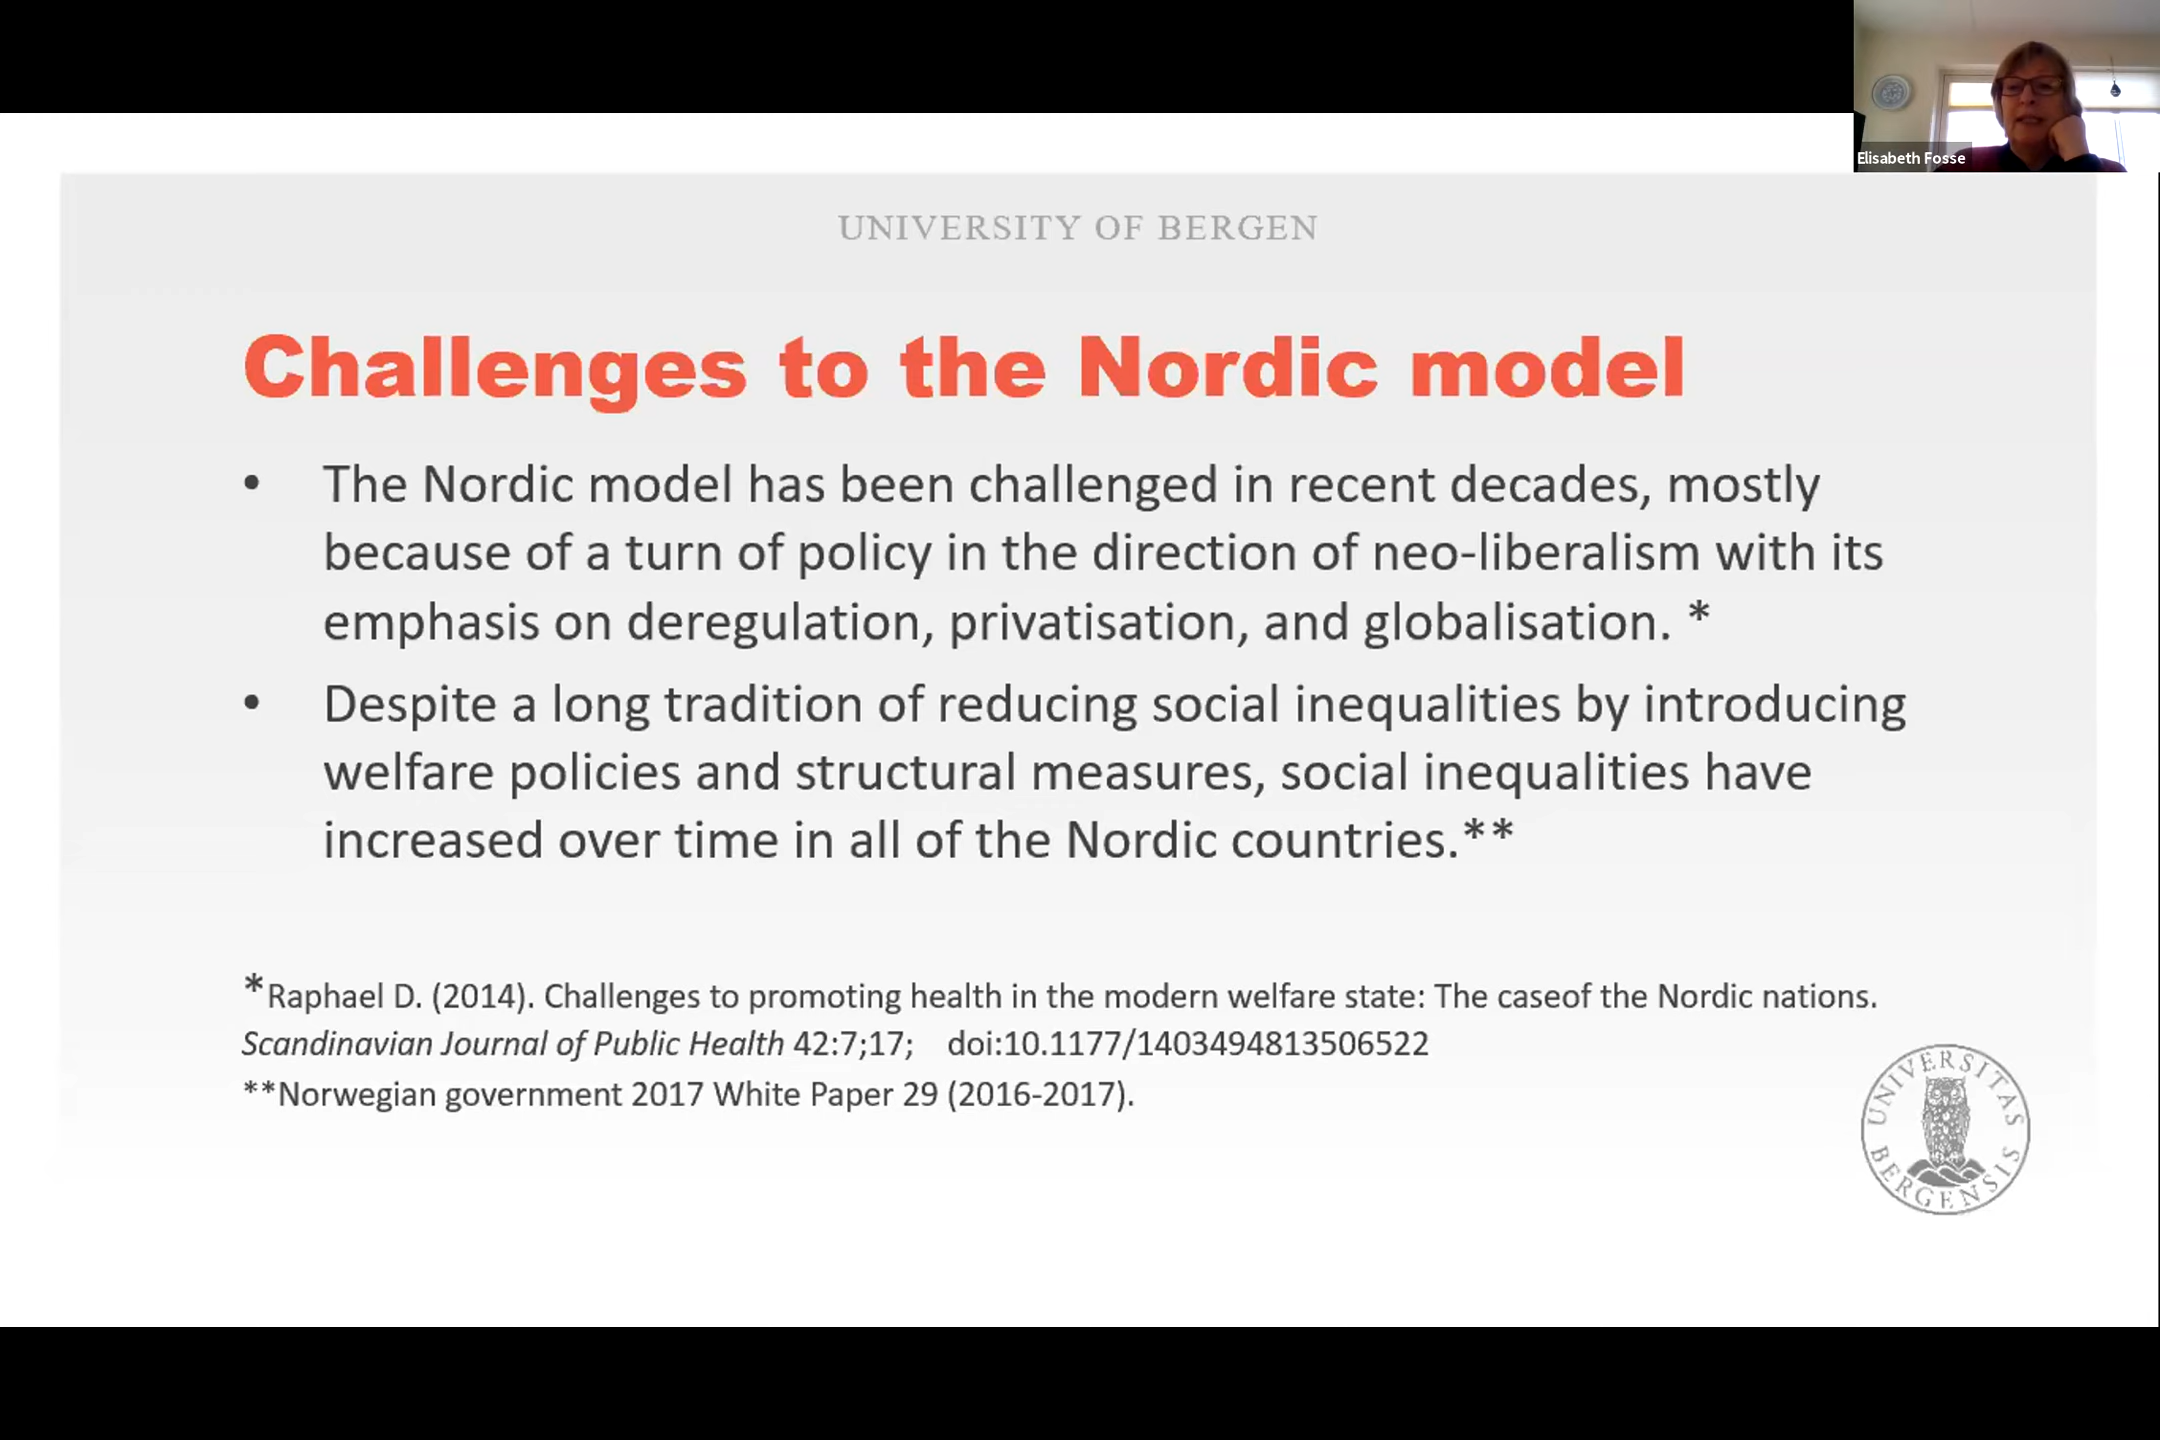 Elisabeth Fosse
UNIVERSITY OF BERGEN
Challenges to the Nordic model
• The Nordic model has been challenged in recent decades, mostly
because of a turn of policy in the direction of neo-liberalism with its
emphasis on deregulation, privatisation, and globalisation. *
• Despite a long tradition of reducing social inequalities by introducing
welfare policies and structural measures, social inequalities have
increased over time in all of the Nordic countries.**
*Raphael D. (2014). Challenges to promoting health in the modern welfare state: The caseof the Nordic nations.
Scandinavian Journal of Public Health 42:7;17; doi:10.1177/1403494813506522
**Norwegian government 2017 White Paper 29 (2016-2017).
UNIVERSITAS
BERGENSIS